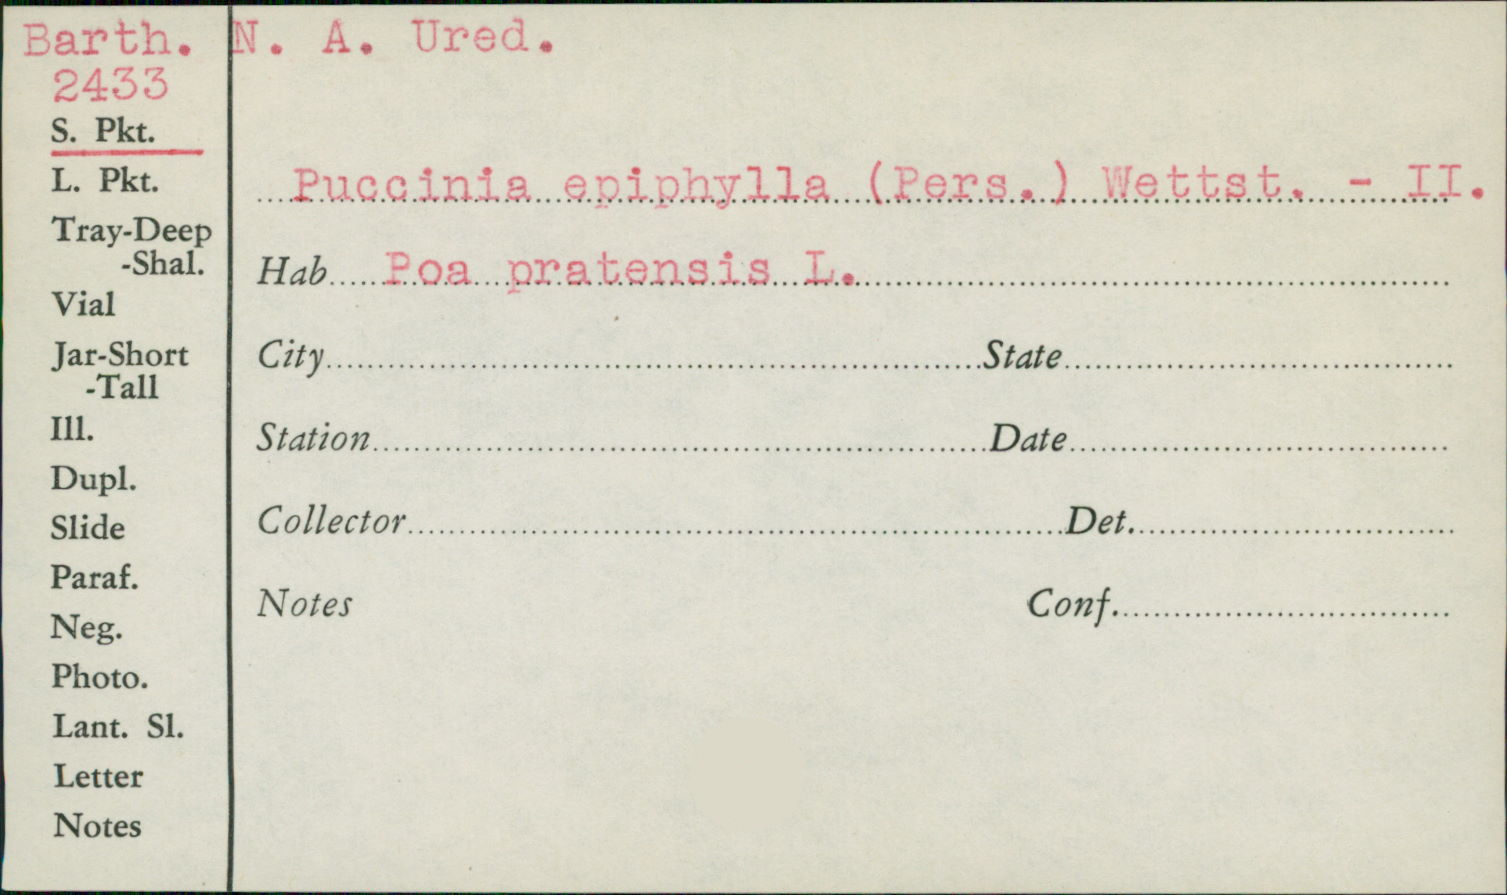 Barth. N. A. Ured.
2433
S. Pkt.
L. Pkt.
Tray-Deep
-Shal.
Vial
Jar-Short
-Tall
Ill.
Dupl.
Slide
Paraf.
Neg.
Photo.
Lant. Sl.
Letter
Notes
Puccinia epiphylla (Pers.) Wettst. - II.
Hab Poa pratensis L.
City State
Station Date
Collector Det.
Notes Conf.